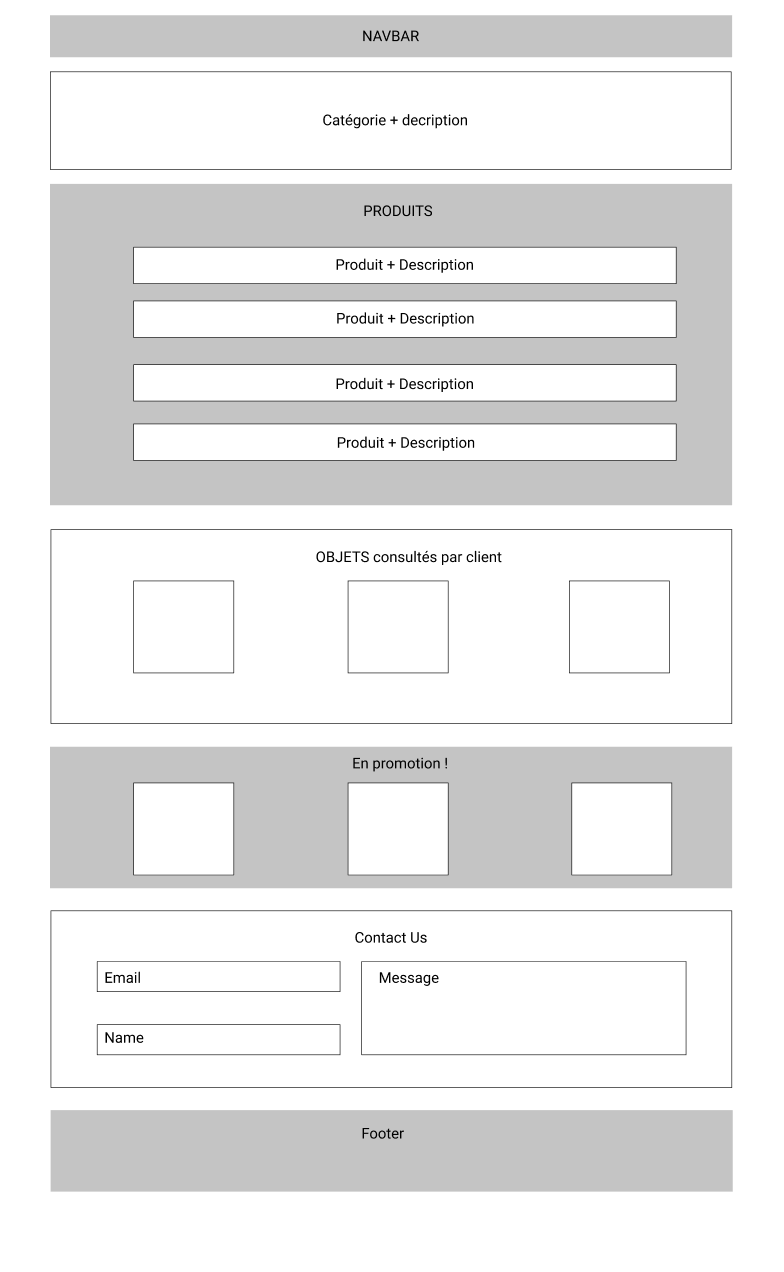 NAVBAR
Catégorie + decription
PRODUITS
Produit + Description
Produit + Description
Produit + Description
Produit + Description
OBJETS consultés par client
En promotion !
Contact Us
Email
Message
Name
Footer